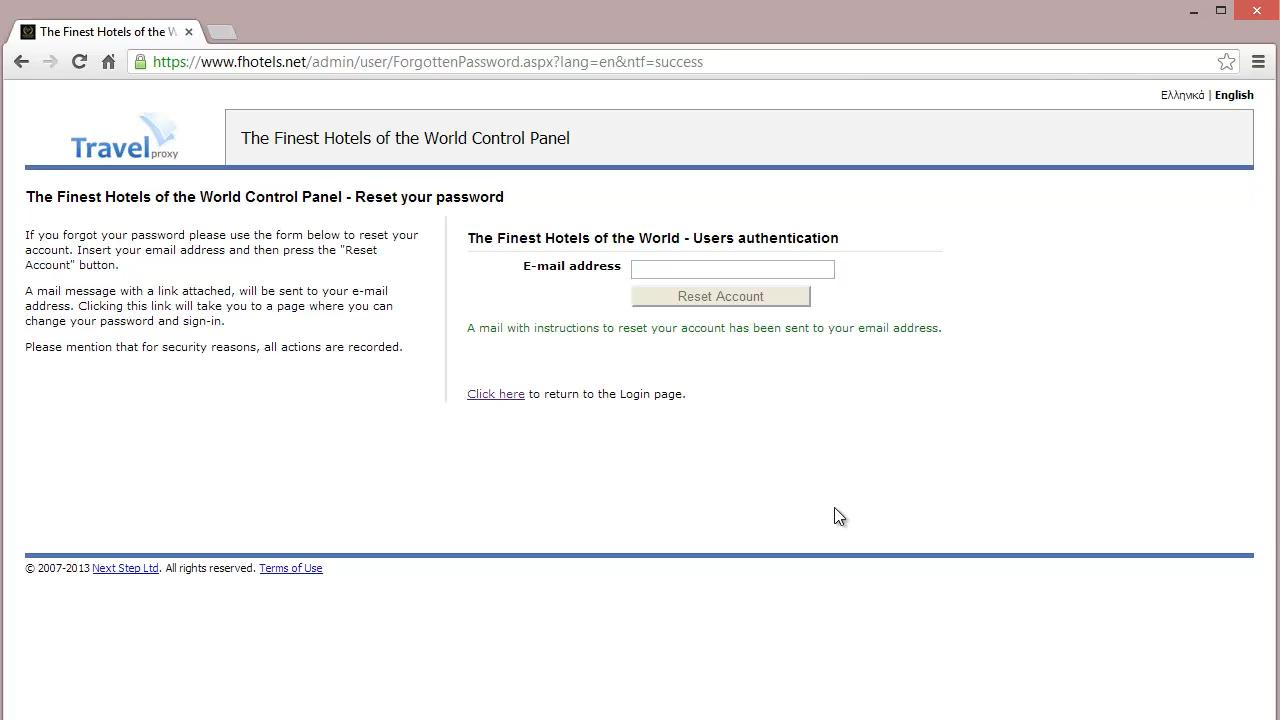 The Finest Hotels of the W
https://www.fhotels.net/admin/user/ForgottenPassword.aspx?lang=en&ntf=success
Ελληνικά | English
Travel proxy
The Finest Hotels of the World Control Panel
The Finest Hotels of the World Control Panel - Reset your password
If you forgot your password please use the form below to reset your
account. Insert your email address and then press the "Reset
Account" button.
A mail message with a link attached, will be sent to your e-mail
address. Clicking this link will take you to a page where you can
change your password and sign-in.
Please mention that for security reasons, all actions are recorded.
The Finest Hotels of the World - Users authentication
E-mail address
Reset Account
A mail with instructions to reset your account has been sent to your email address.
Click here to return to the Login page.
© 2007-2013 Next Step Ltd. All rights reserved. Terms of Use